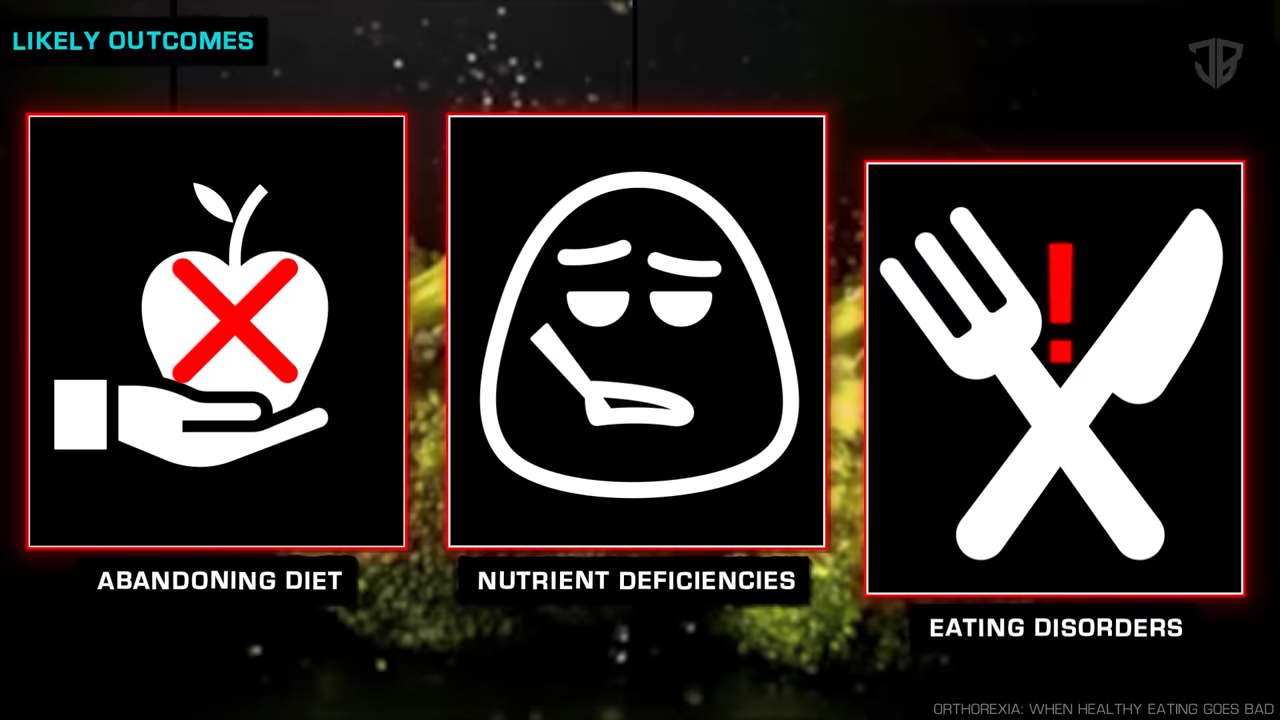 LIKELY OUTCOMES
ABANDONING DIET
NUTRIENT DEFICIENCIES
EATING DISORDERS
ORTHOREXIA: WHEN HEALTHY EATING GOES BAD